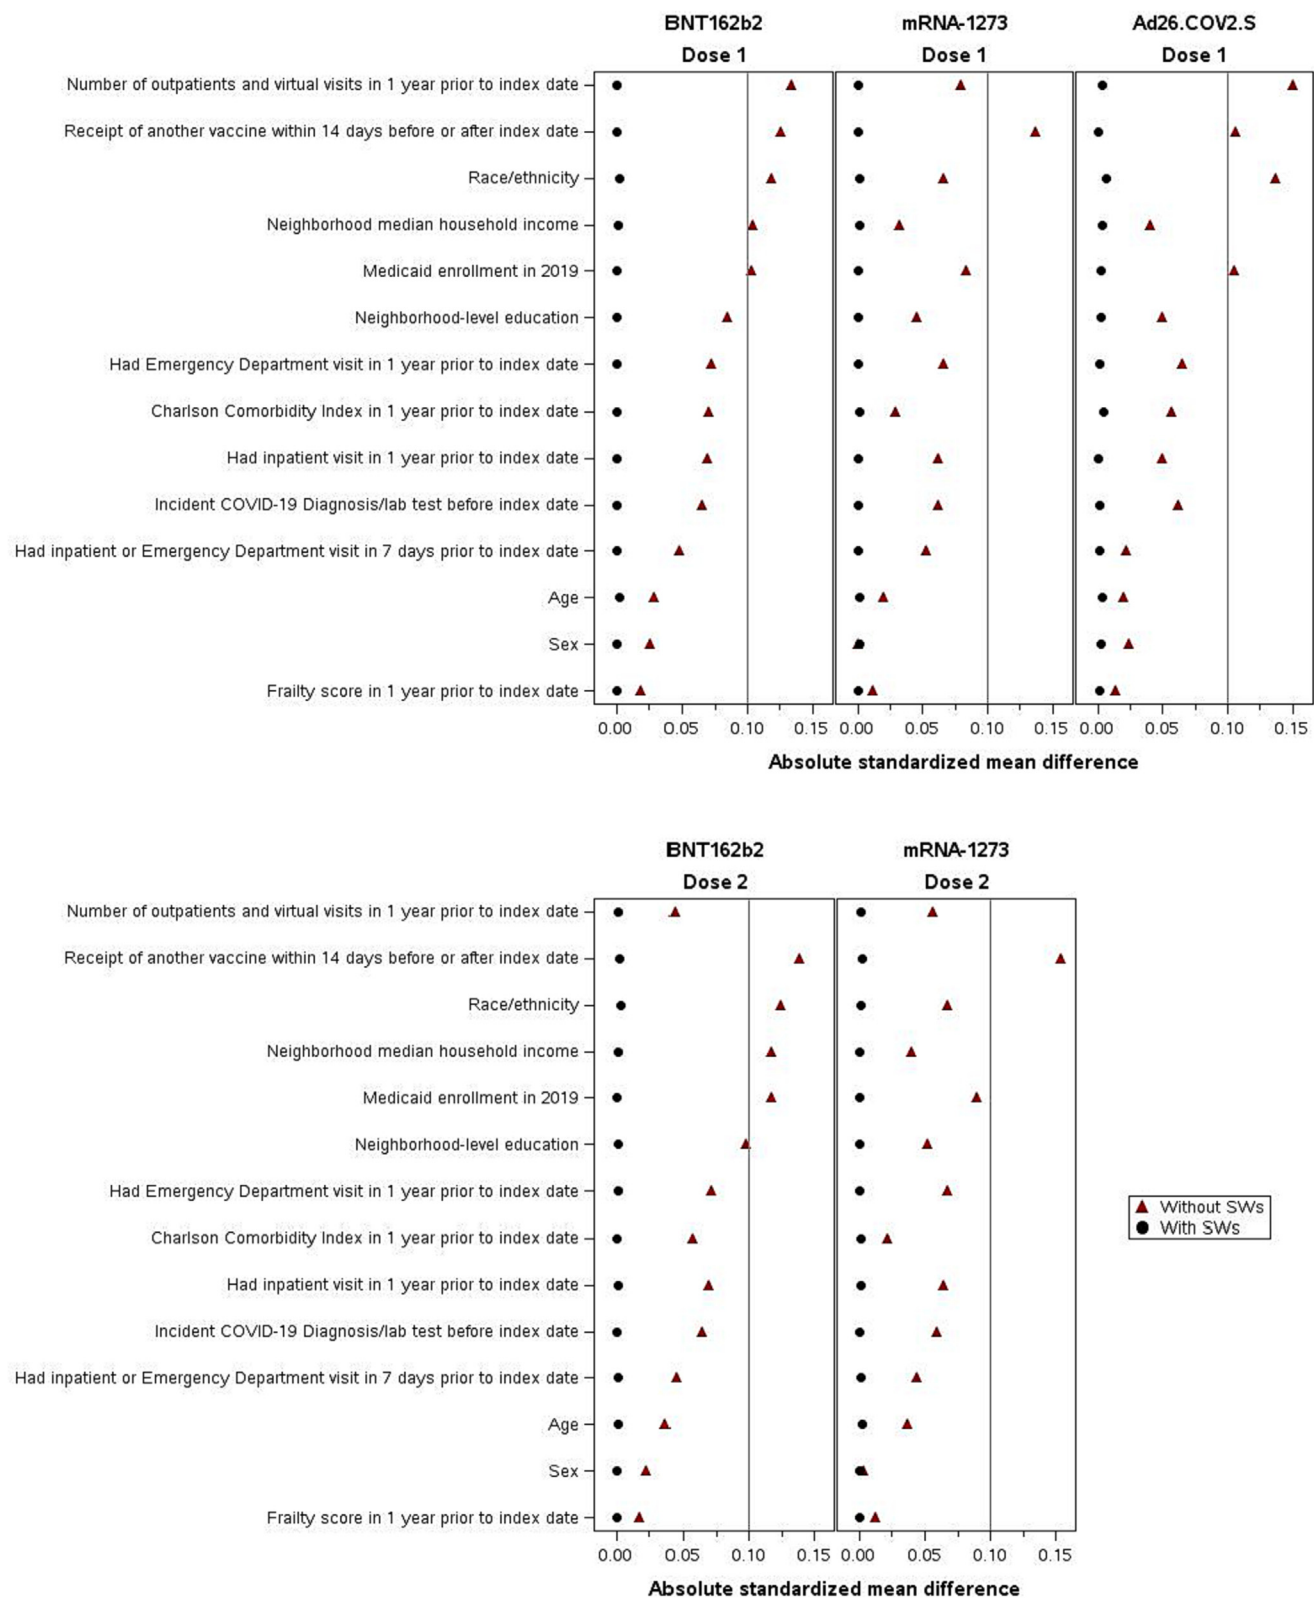 BNT162b2 mRNA-1273 Ad26.COV2.S
Dose 1 Dose 1 Dose 1
Number of outpatients and virtual visits in 1 year prior to index date
Receipt of another vaccine within 14 days before or after index date
Race/ethnicity
Neighborhood median household income
Medicaid enrollment in 2019
Neighborhood-level education
Had Emergency Department visit in 1 year prior to index date
Charlson Comorbidity Index in 1 year prior to index date
Had inpatient visit in 1 year prior to index date
Incident COVID-19 Diagnosis/lab test before index date
Had inpatient or Emergency Department visit in 7 days prior to index date
Age
Sex
Frailty score in 1 year prior to index date
0.00 0.05 0.10 0.15 0.00 0.05 0.10 0.15 0.00 0.05 0.10 0.15
Absolute standardized mean difference
BNT162b2 mRNA-1273
Dose 2 Dose 2
Number of outpatients and virtual visits in 1 year prior to index date
Receipt of another vaccine within 14 days before or after index date
Race/ethnicity
Neighborhood median household income
Medicaid enrollment in 2019
Neighborhood-level education
Had Emergency Department visit in 1 year prior to index date
Charlson Comorbidity Index in 1 year prior to index date
Had inpatient visit in 1 year prior to index date
Incident COVID-19 Diagnosis/lab test before index date
Had inpatient or Emergency Department visit in 7 days prior to index date
Age
Sex
Frailty score in 1 year prior to index date
Without SWs
With SWs
0.00 0.05 0.10 0.15 0.00 0.05 0.10 0.15
Absolute standardized mean difference